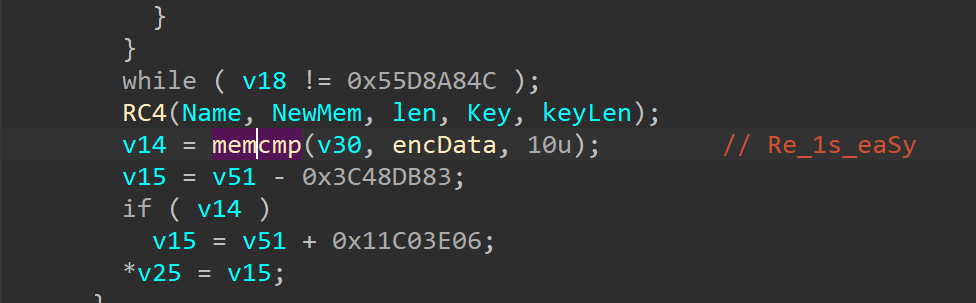 }
}
while ( v18 != 0x55D8A84C );
RC4(Name, NewMem, len, Key, keyLen);
v14 = memcmp(v30, encData, 10u); // Re_1s_eaSy
v15 = v51 - 0x3C48DB83;
if ( v14 )
v15 = v51 + 0x11C03E06;
*v25 = v15;
}